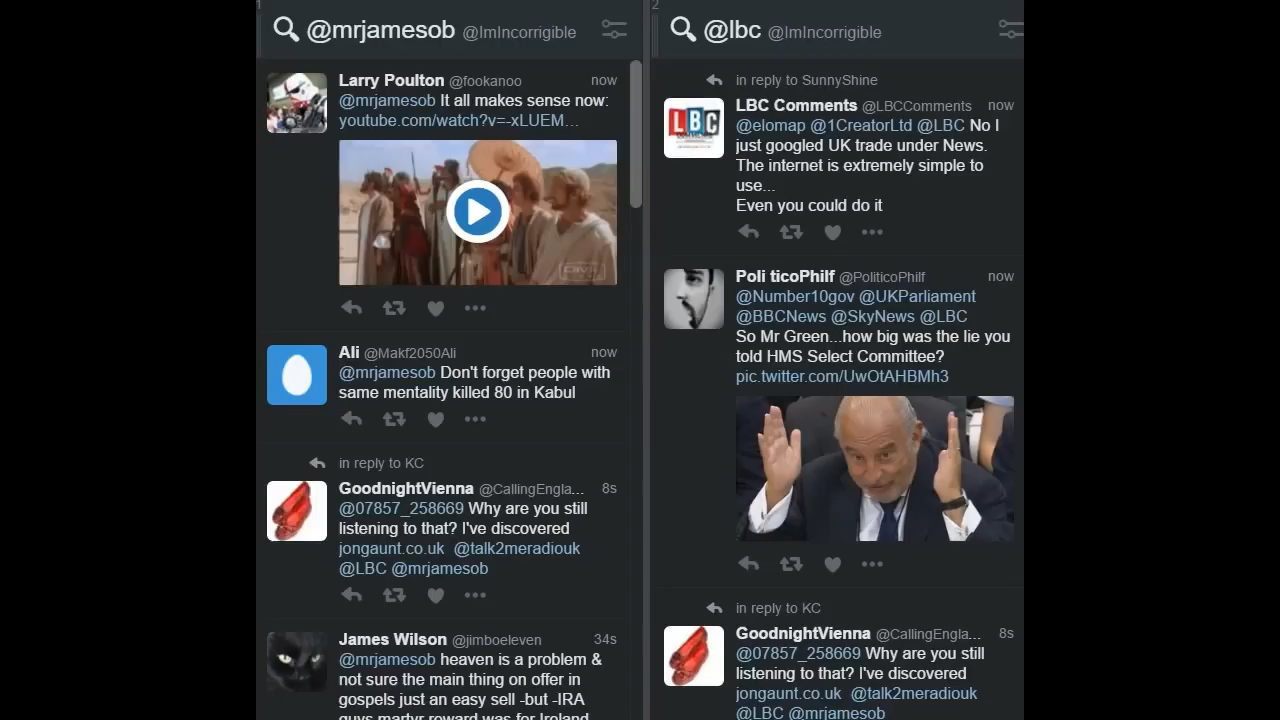 1
@mrjamesob @ImIncorrigible
Larry Poulton @fookanoo now
@mrjamesob It all makes sense now:
youtube.com/watch?v=-xLUEM…
Ali @Makf2050Ali now
@mrjamesob Don't forget people with
same mentality killed 80 in Kabul
in reply to KC
GoodnightVienna @CallingEngla... 8s
@07857_258669 Why are you still
listening to that? I've discovered
jongaunt.co.uk @talk2meradiouk
@LBC @mrjamesob
James Wilson @jimboeleven 34s
@mrjamesob heaven is a problem &
not sure the main thing on offer in
gospels just an easy sell -but -IRA
guys martyr reward was for Ireland
2
@lbc @ImIncorrigible
in reply to SunnyShine
LBC Comments @LBCComments now
LBC
@elomap @1CreatorLtd @LBC No I
just googled UK trade under News.
The internet is extremely simple to
use...
Even you could do it
Poli ticoPhilf @PoliticoPhilf now
@Number10gov @UKParliament
@BBCNews @SkyNews @LBC
So Mr Green...how big was the lie you
told HMS Select Committee?
pic.twitter.com/UwOtAHBMh3
in reply to KC
GoodnightVienna @CallingEngla... 8s
@07857_258669 Why are you still
listening to that? I've discovered
jongaunt.co.uk @talk2meradiouk
@LBC @mrjamesob